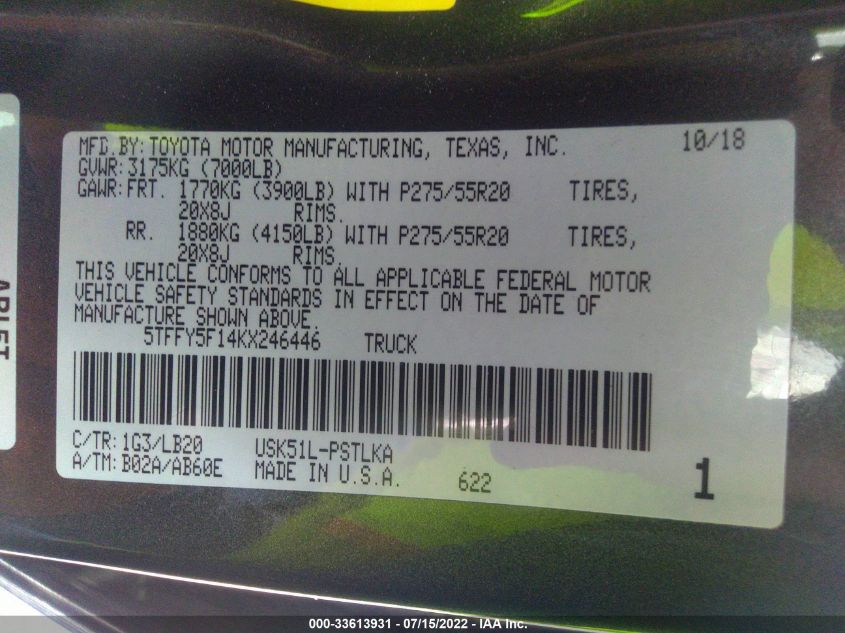 MFD.BY: TOYOTA MOTOR MANUFACTURING, TEXAS, INC. 10/18
GVWR: 3175KG (7000LB)
GAWR: FRT. 1770KG (3900LB) WITH P275/55R20 TIRES,
20X8J RIMS.
RR. 1880KG (4150LB) WITH P275/55R20 TIRES,
20X8J RIMS.
THIS VEHICLE CONFORMS TO ALL APPLICABLE FEDERAL MOTOR
VEHICLE SAFETY STANDARDS IN EFFECT ON THE DATE OF
MANUFACTURE SHOWN ABOVE.
5TFFY5F14KX246446 TRUCK
C/TR: 1G3/LB20 USK51L-PSTLKA
A/TM: B02A/AB60E MADE IN U.S.A. 622 1
000-33613931 - 07/15/2022 - IAA Inc.